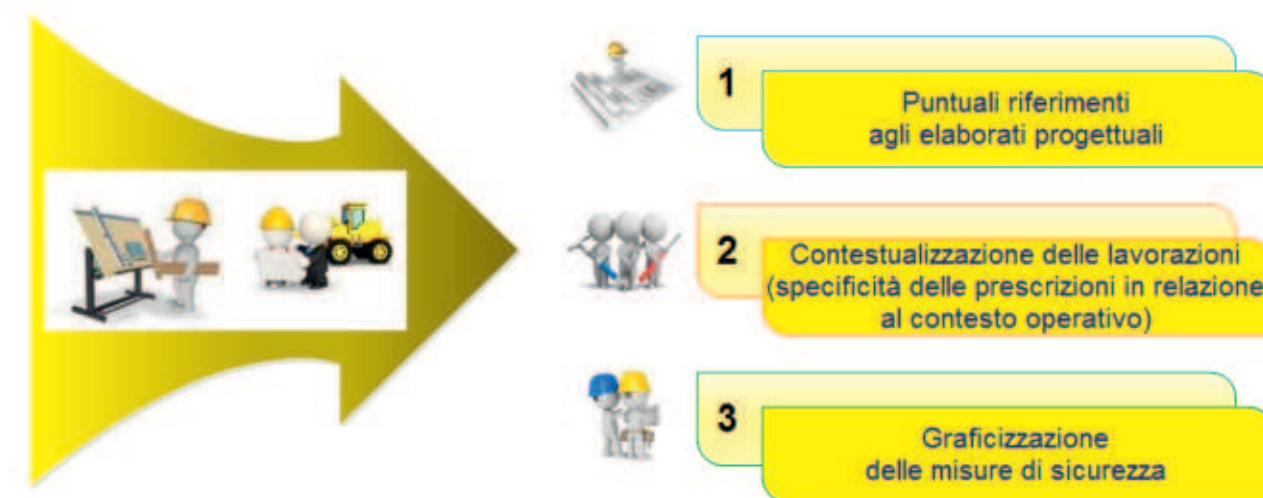 1
Puntuali riferimenti
agli elaborati progettuali
2
Contestualizzazione delle lavorazioni
(specificità delle prescrizioni in relazione
al contesto operativo)
3
Graficizzazione
delle misure di sicurezza